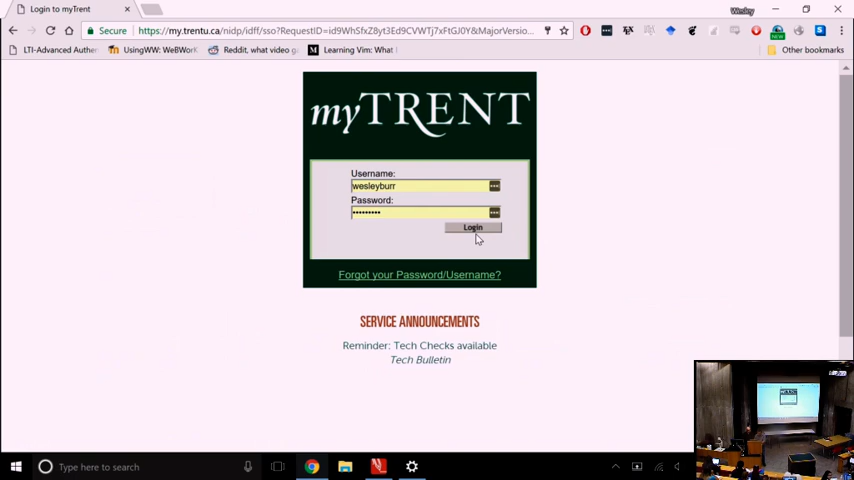 Login to myTrent
Wesley
Secure
https://my.trentu.ca/nidp/idff/sso?RequestID=id9WhSfxZ8yt3Ed9CVWTj7xFtGJ0Y&MajorVersio...
LTI-Advanced Auther
UsingWW: WeBWorK
Reddit, what video g
Learning Vim: What I
Other bookmarks
myTRENT
Username:
wesleyburr
Password:
•••••••••
Login
Forgot your Password/Username?
SERVICE ANNOUNCEMENTS
Reminder: Tech Checks available
Tech Bulletin
Type here to search